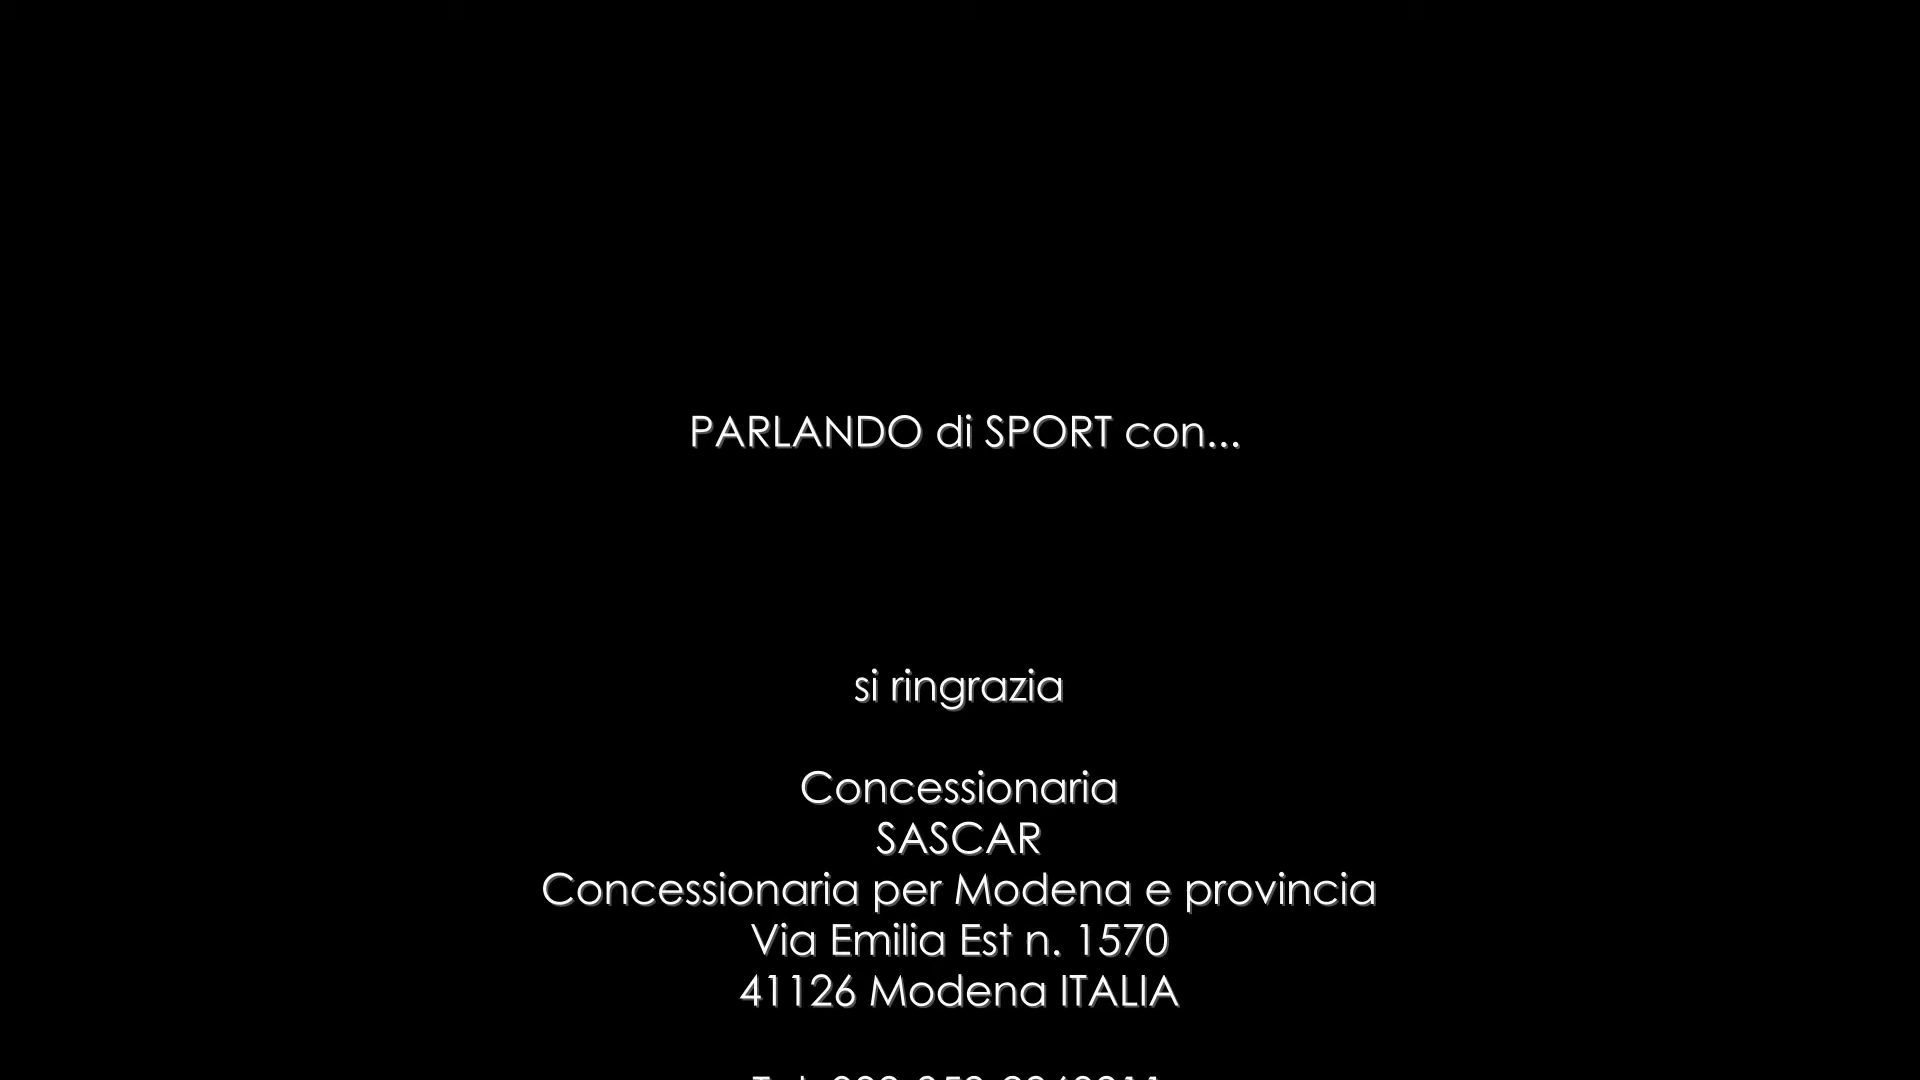 PARLANDO di SPORT con...
si ringrazia
Concessionaria
SASCAR
Concessionaria per Modena e provincia
Via Emilia Est n. 1570
41126 Modena ITALIA